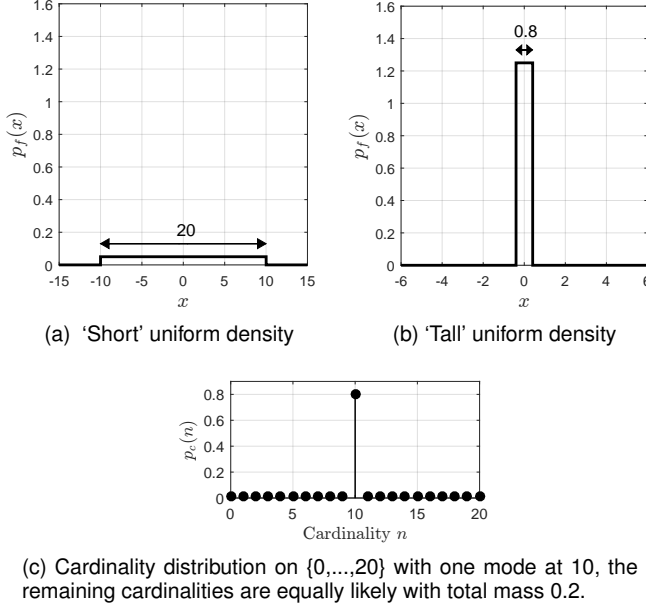 1.6
1.4
1.2
1
0.8
0.6
0.4
0.2
0
p_f(x)
20
-15 -10 -5 0 5 10 15
x
(a) ‘Short’ uniform density
1.6
1.4
1.2
1
0.8
0.6
0.4
0.2
0
p_f(x)
0.8
-6 -4 -2 0 2 4 6
x
(b) ‘Tall’ uniform density
0.8
0.6
0.4
0.2
0
p_c(n)
0 5 10 15 20
Cardinality n
(c) Cardinality distribution on {0,...,20} with one mode at 10, the
remaining cardinalities are equally likely with total mass 0.2.